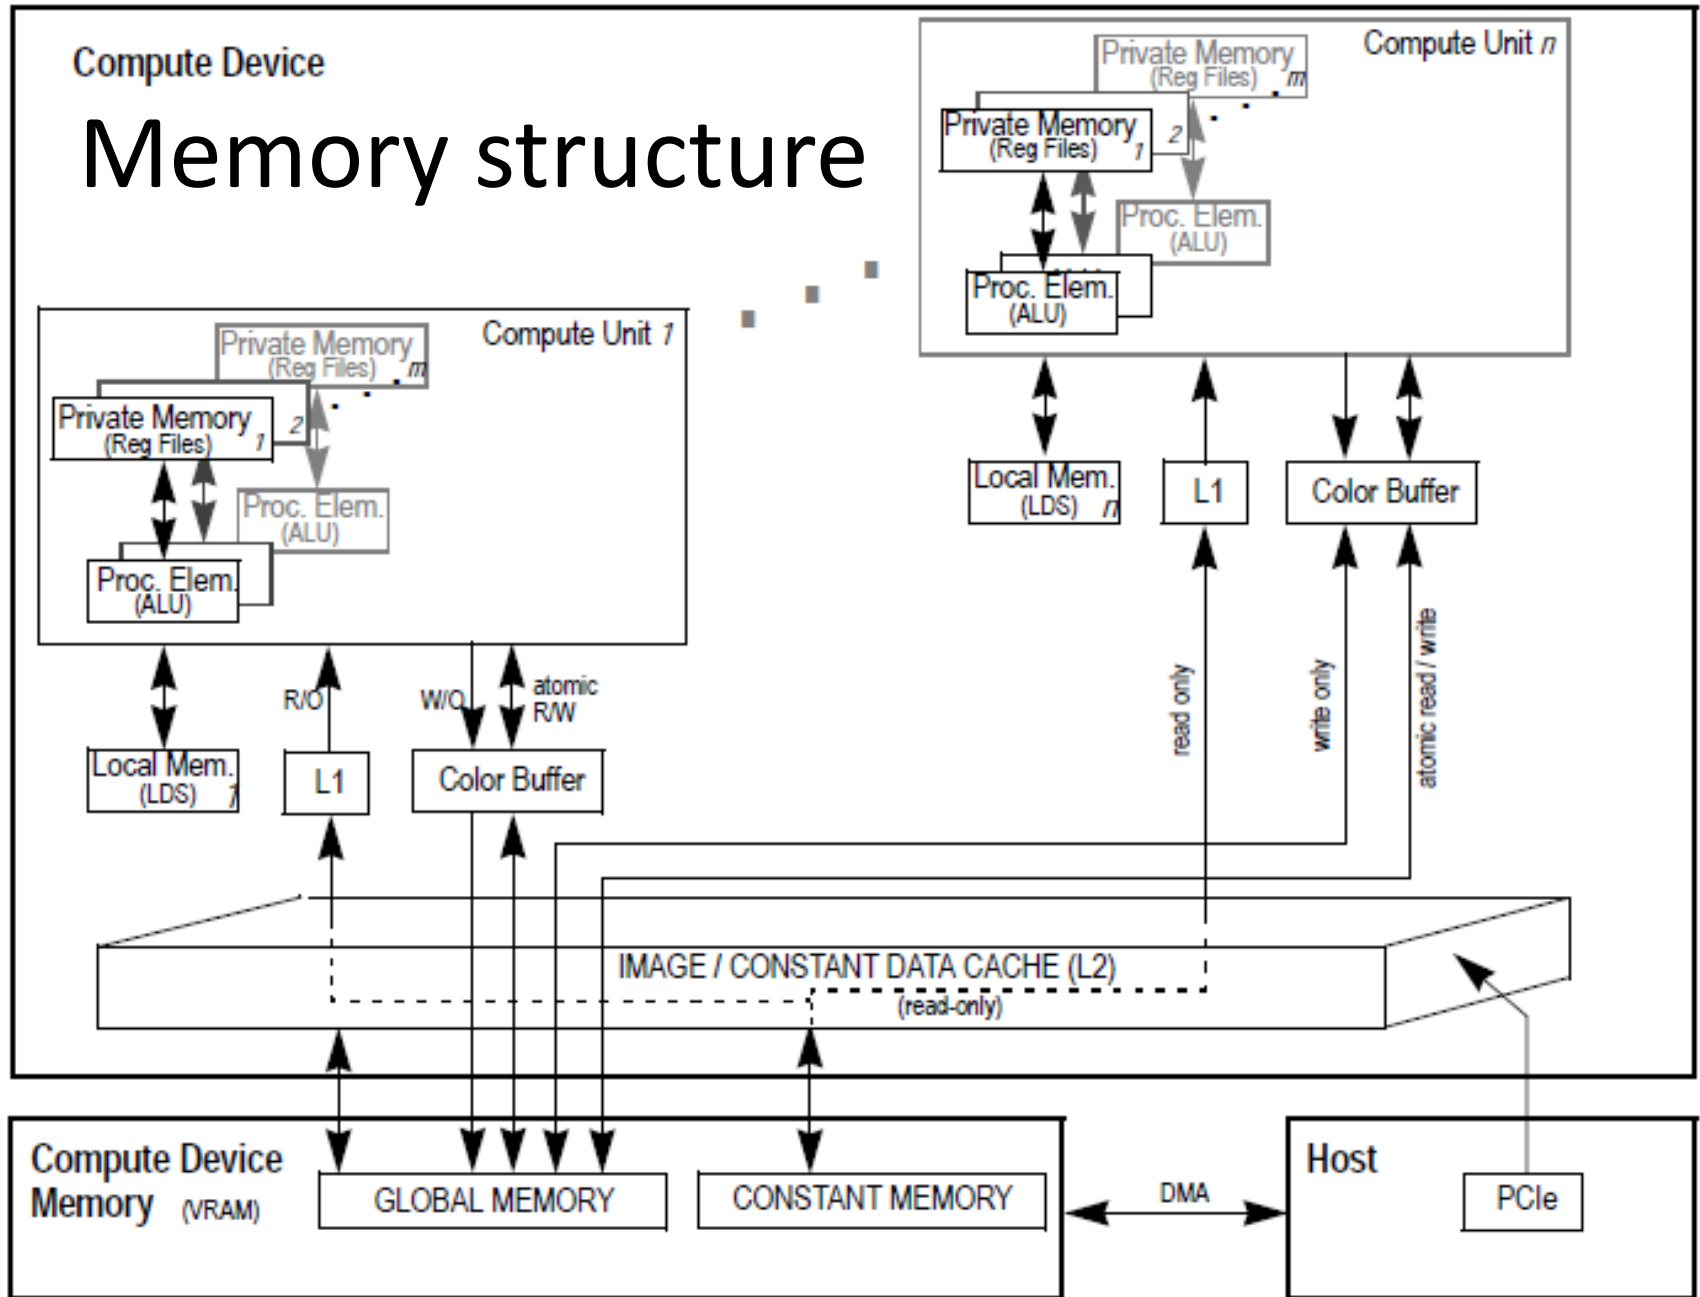 Compute Device
Memory structure
Compute Unit n
Private Memory
(Reg Files) m
Private Memory
(Reg Files) 1
2
Proc. Elem.
(ALU)
Proc. Elem.
(ALU)
Compute Unit 1
Private Memory
(Reg Files) m
Private Memory
(Reg Files) 1
2
Proc. Elem.
(ALU)
Proc. Elem.
(ALU)
Local Mem.
(LDS) n
L1
Color Buffer
R/O
W/O
atomic
R/W
read only
write only
atomic read / write
Local Mem.
(LDS) 1
L1
Color Buffer
IMAGE / CONSTANT DATA CACHE (L2)
(read-only)
Compute Device
Memory (VRAM)
GLOBAL MEMORY
CONSTANT MEMORY
DMA
Host
PCIe